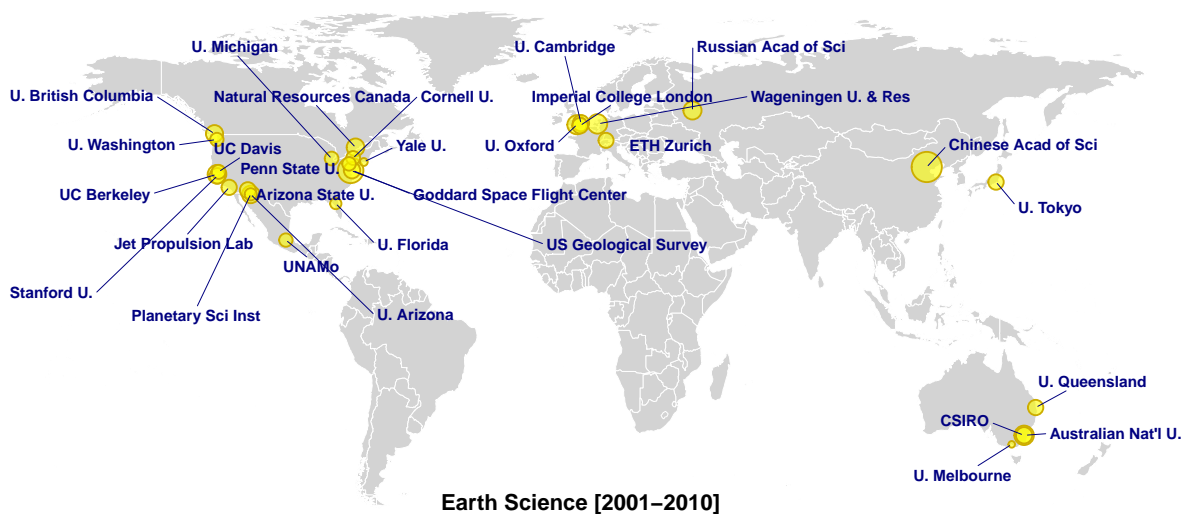 U. Michigan
U. Cambridge
Russian Acad of Sci
U. British Columbia
Natural Resources Canada
Cornell U.
Imperial College London
Wageningen U. & Res
U. Washington
UC Davis
Yale U.
U. Oxford
ETH Zurich
Chinese Acad of Sci
Penn State U.
UC Berkeley
Arizona State U.
Goddard Space Flight Center
U. Tokyo
Jet Propulsion Lab
U. Florida
US Geological Survey
UNAMo
Stanford U.
Planetary Sci Inst
U. Arizona
U. Queensland
CSIRO
Australian Nat'l U.
U. Melbourne
Earth Science [2001–2010]